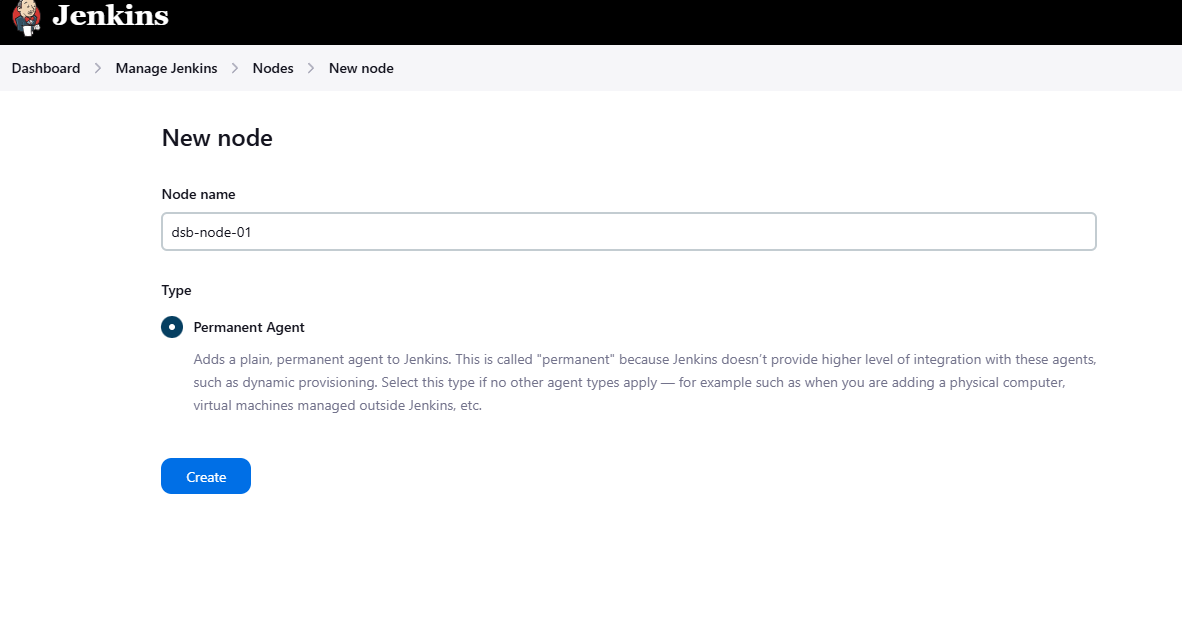 Jenkins
Dashboard > Manage Jenkins > Nodes > New node
New node
Node name
dsb-node-01
Type
Permanent Agent
Adds a plain, permanent agent to Jenkins. This is called "permanent" because Jenkins doesn't provide higher level of integration with these agents,
such as dynamic provisioning. Select this type if no other agent types apply — for example such as when you are adding a physical computer,
virtual machines managed outside Jenkins, etc.
Create